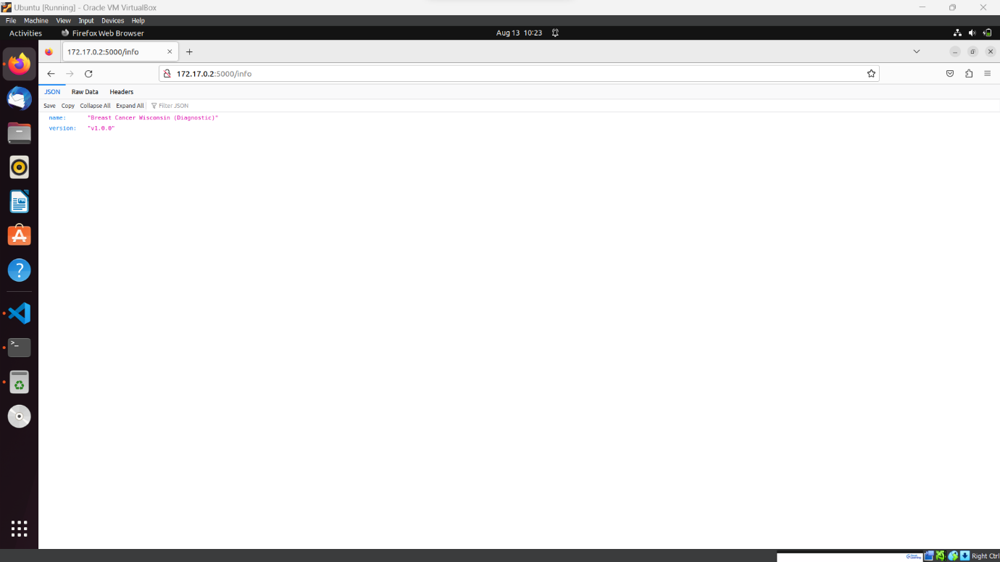 Ubuntu [Running] - Oracle VM VirtualBox
File Machine View Input Devices Help
Activities Firefox Web Browser Aug 13 10:23
172.17.0.2:5000/info
172.17.0.2:5000/info
JSON Raw Data Headers
Save Copy Collapse All Expand All Filter JSON
name: "Breast Cancer Wisconsin (Diagnostic)"
version: "v1.0.0"
Right Ctrl